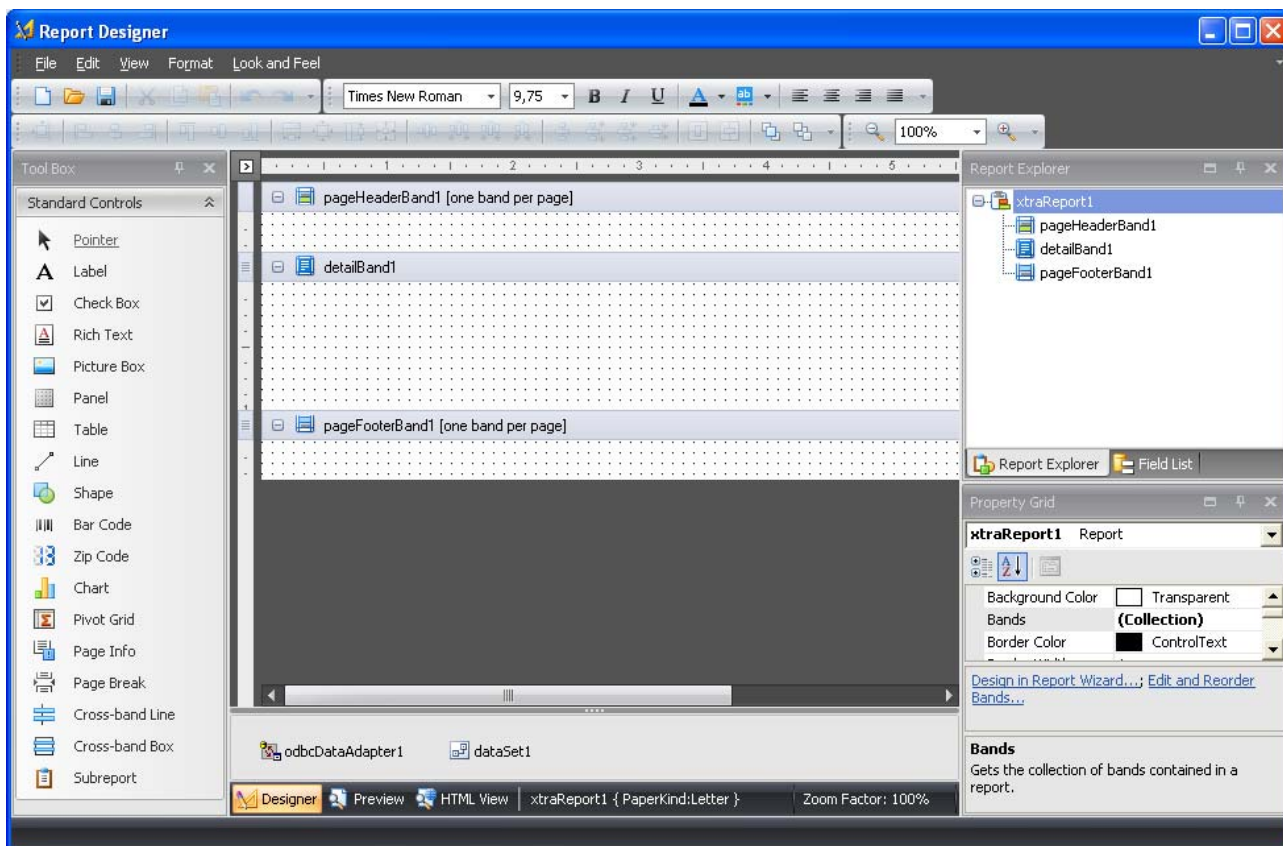 Report Designer
File Edit View Format Look and Feel
Times New Roman 9,75 B I U A ab
100%
Tool Box
Standard Controls
Pointer
A Label
Check Box
A Rich Text
Picture Box
Panel
Table
Line
Shape
Bar Code
Zip Code
Chart
Pivot Grid
Page Info
Page Break
Cross-band Line
Cross-band Box
Subreport
1 2 3 4 5
pageHeaderBand1 [one band per page]
detailBand1
1
pageFooterBand1 [one band per page]
odbcDataAdapter1 dataSet1
Designer Preview HTML View xtraReport1 { PaperKind:Letter } Zoom Factor: 100%
Report Explorer
xtraReport1
pageHeaderBand1
detailBand1
pageFooterBand1
Report Explorer Field List
Property Grid
xtraReport1 Report
A Z
Background Color Transparent
Bands (Collection)
Border Color ControlText
Design in Report Wizard...; Edit and Reorder
Bands...
Bands
Gets the collection of bands contained in a
report.